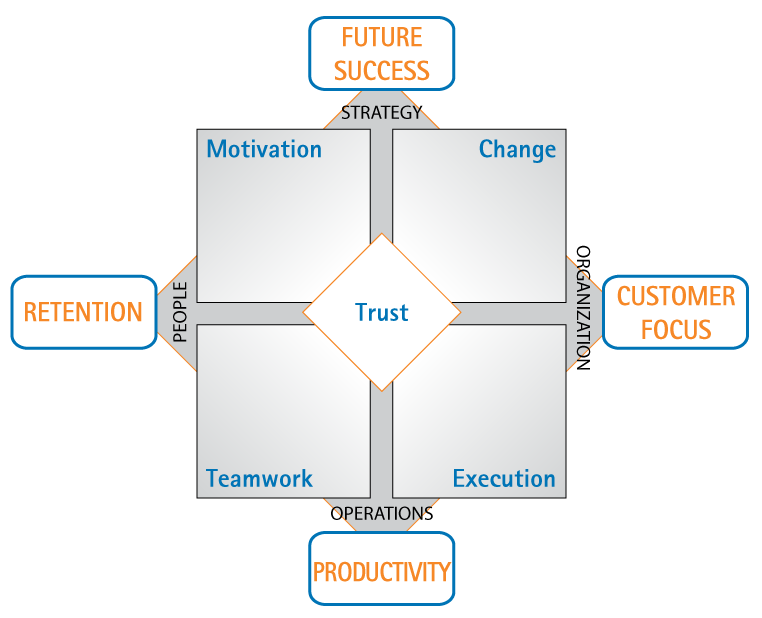 FUTURE
SUCCESS
STRATEGY
Motivation
Change
RETENTION
PEOPLE
Trust
ORGANIZATION
CUSTOMER
FOCUS
Teamwork
Execution
OPERATIONS
PRODUCTIVITY